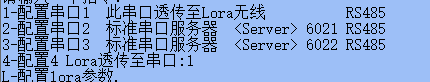 1-配置串口1 此串口透传至Lora无线 RS485
2-配置串口2 标准串口服务器 <Server> 6021 RS485
3-配置串口3 标准串口服务器 <Server> 6022 RS485
4-配置4 Lora透传至串口:1
L-配置lora参数.